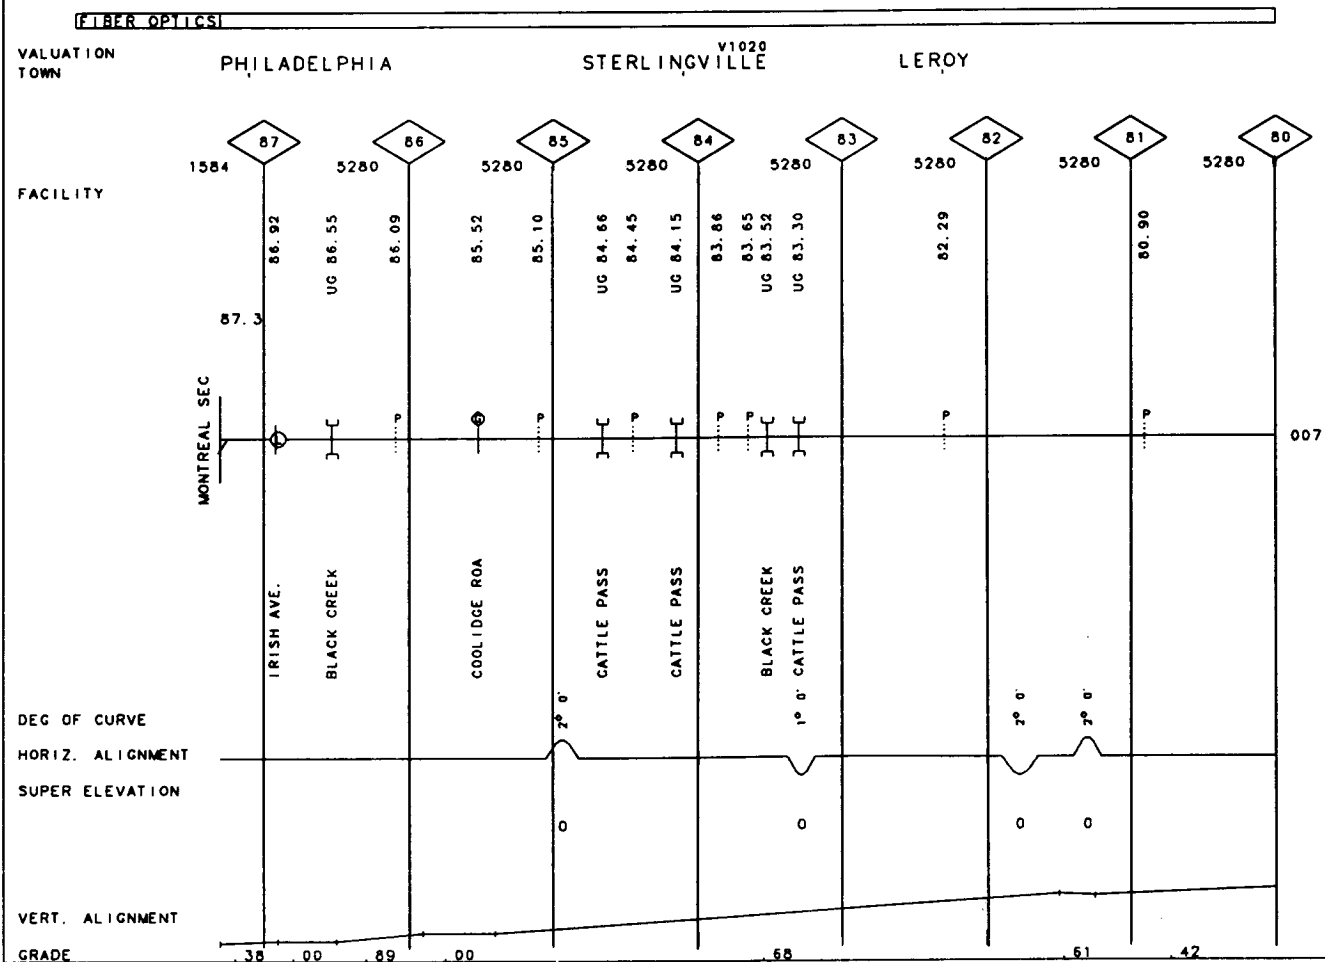 FIBER OPTICS
VALUATION V1020
TOWN PHILADELPHIA STERLINGVILLE LEROY
87 86 85 84 83 82 81 80
1584 5280 5280 5280 5280 5280 5280 5280
FACILITY
86.92
UG 86.55
86.09
85.52
85.10
UG 84.66
84.45
UG 84.15
83.86
83.65
UG 83.52
UG 83.30
82.29
80.90
87.3
MONTREAL SEC
P P P P P P P
007
IRISH AVE.
BLACK CREEK
COOLIDGE ROA
CATTLE PASS
CATTLE PASS
BLACK CREEK
CATTLE PASS
DEG OF CURVE 2° 0' 1° 0' 2° 0' 2° 0'
HORIZ. ALIGNMENT
SUPER ELEVATION
0 0 0 0
VERT. ALIGNMENT
GRADE .38 .00 .89 .00 .68 .61 .42